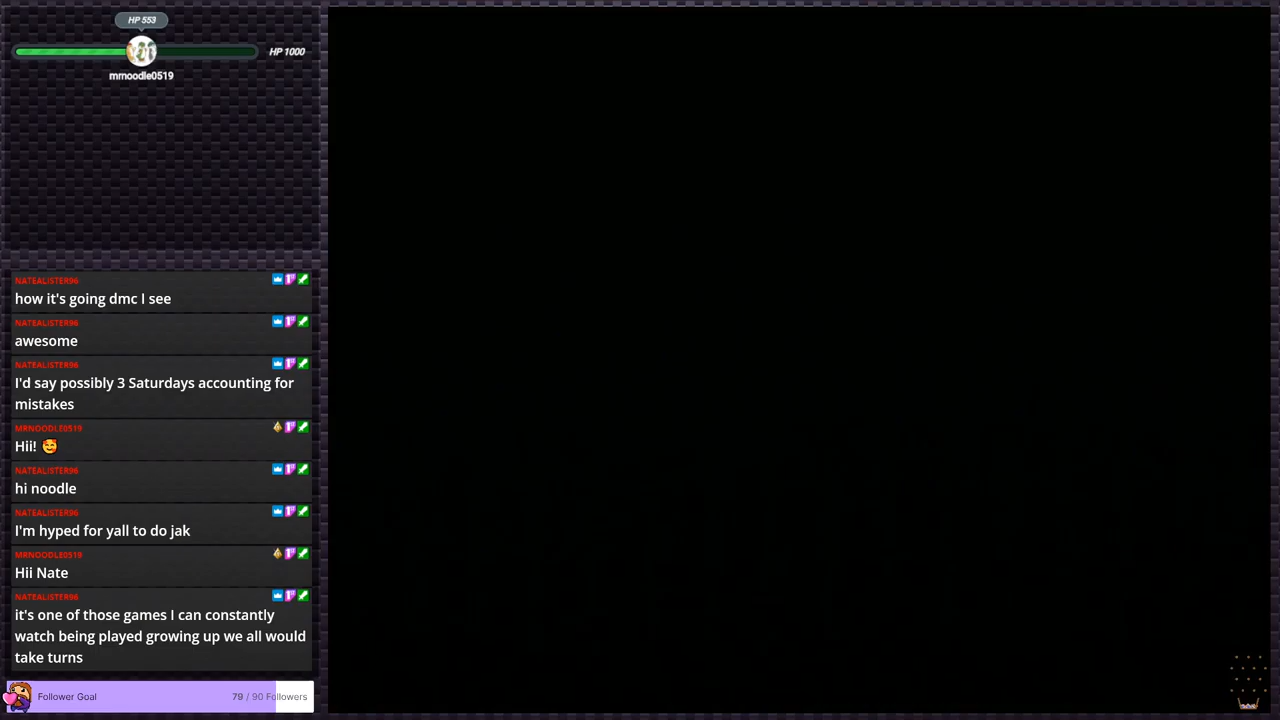 HP 553
HP 1000
mrnoodle0519
NATEALISTER96
how it's going dmc I see
NATEALISTER96
awesome
NATEALISTER96
I'd say possibly 3 Saturdays accounting for
mistakes
MRNOODLE0519
Hii! 🥰
NATEALISTER96
hi noodle
NATEALISTER96
I'm hyped for yall to do jak
MRNOODLE0519
Hii Nate
NATEALISTER96
it's one of those games I can constantly
watch being played growing up we all would
take turns
Follower Goal
79 / 90 Followers